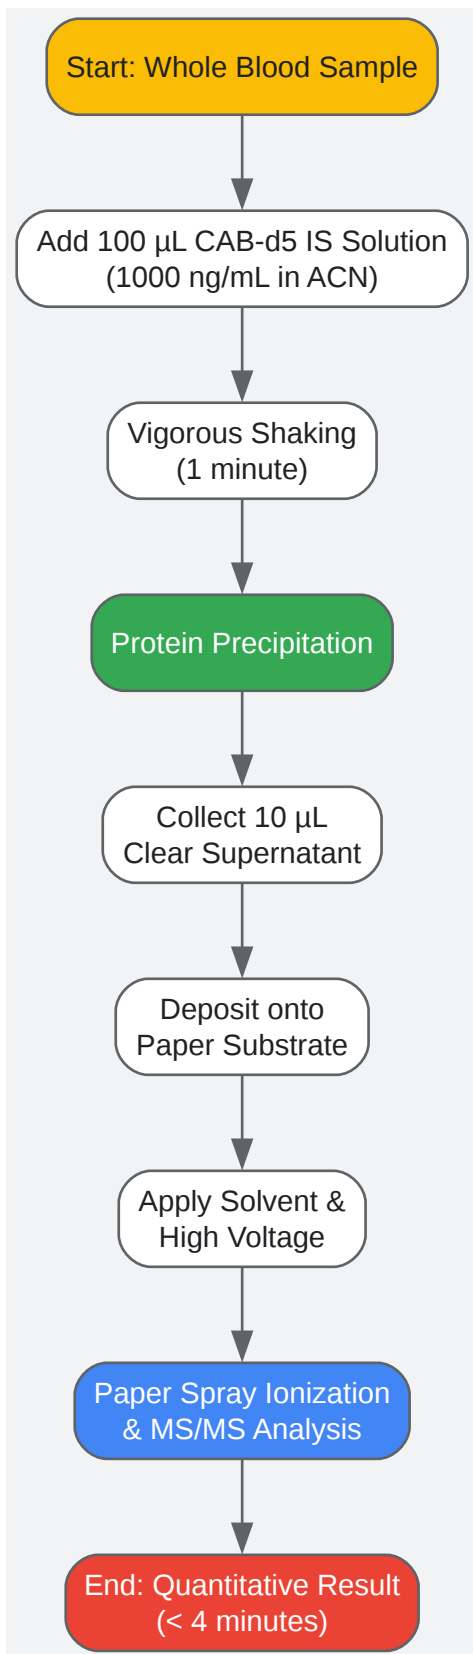 Start: Whole Blood Sample
Add 100 µL CAB-d5 IS Solution
(1000 ng/mL in ACN)
Vigorous Shaking
(1 minute)
Protein Precipitation
Collect 10 µL
Clear Supernatant
Deposit onto
Paper Substrate
Apply Solvent &
High Voltage
Paper Spray Ionization
& MS/MS Analysis
End: Quantitative Result
(< 4 minutes)